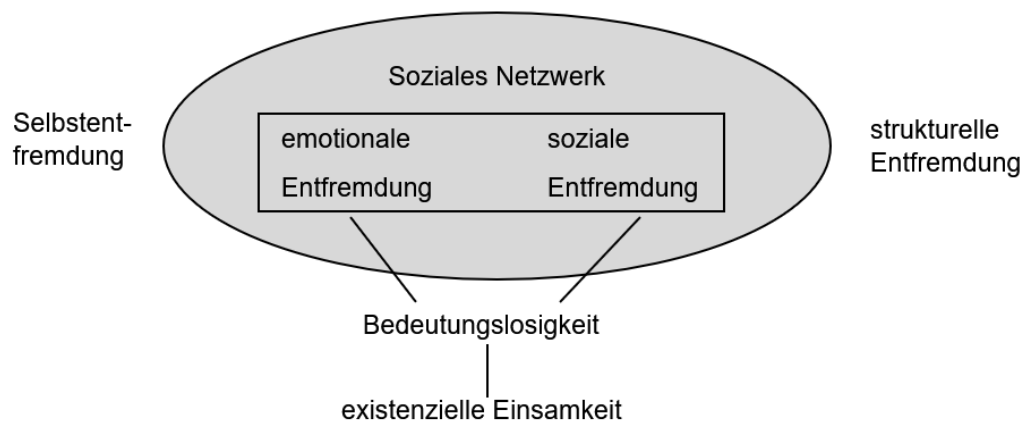 Soziales Netzwerk
Selbstent-
fremdung
emotionale
Entfremdung
soziale
Entfremdung
strukturelle
Entfremdung
Bedeutungslosigkeit
existenzielle Einsamkeit